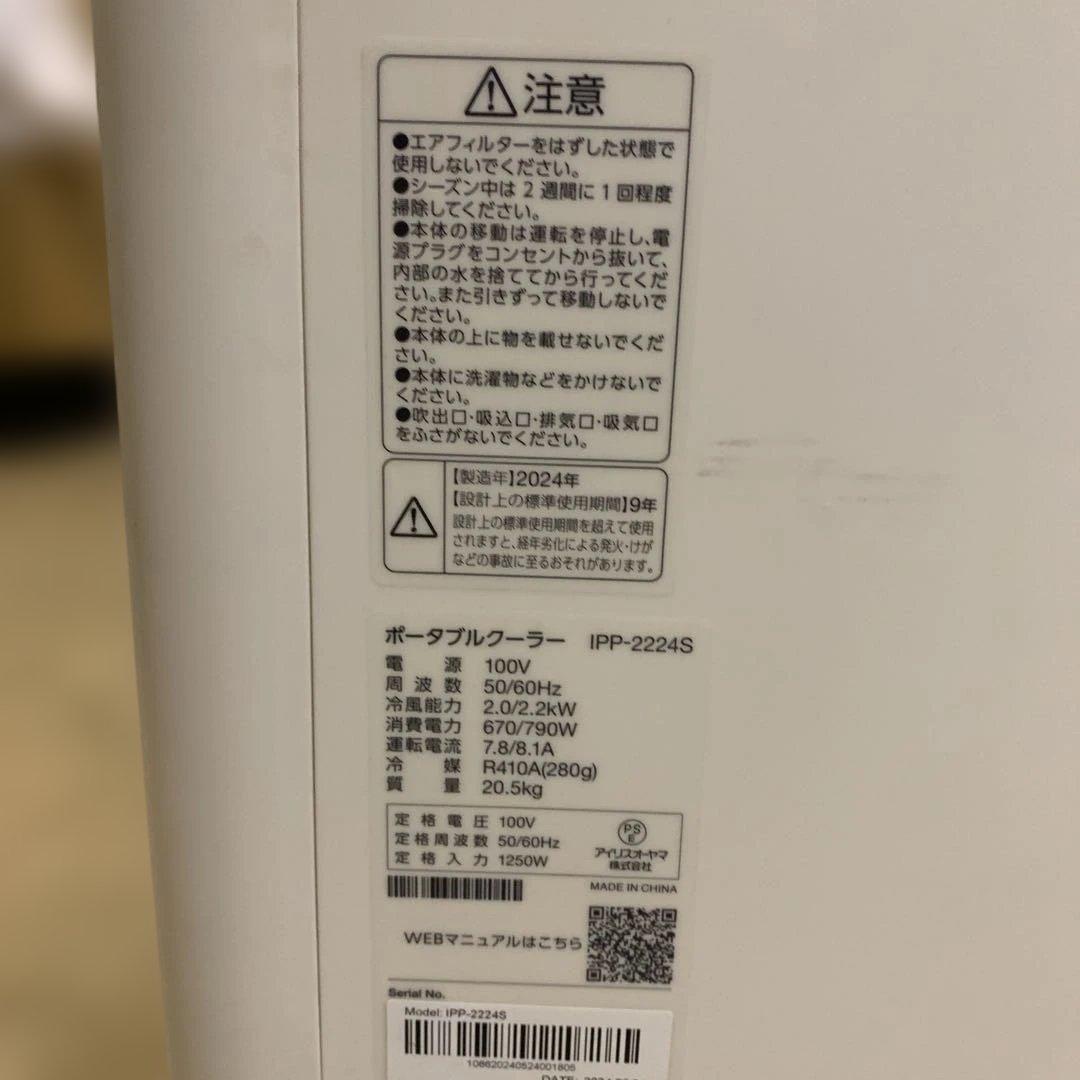 注意
●エアフィルターをはずした状態で
使用しないでください。
●シーズン中は2週間に1回程度
掃除してください。
●本体の移動は運転を停止し、電
源プラグをコンセントから抜いて、
内部の水を捨ててから行ってくだ
さい。また引きずって移動しないで
ください。
●本体の上に物を載せないでくだ
さい。
●本体に洗濯物などをかけないで
ください。
●吹出口・吸込口・排気口・吸気口
をふさがないでください。
【製造年】2024年
【設計上の標準使用期間】9年
設計上の標準使用期間を超えて使用
されますと、経年劣化による発火・けが
などの事故に至るおそれがあります。
ポータブルクーラー IPP-2224S
電源 100V
周波数 50/60Hz
冷風能力 2.0/2.2kW
消費電力 670/790W
運転電流 7.8/8.1A
冷媒 R410A(280g)
質量 20.5kg
定格電圧 100V
定格周波数 50/60Hz
定格入力 1250W
PS
E
アイリスオーヤマ
株式会社
MADE IN CHINA
WEBマニュアルはこちら
Serial No.
Model: IPP-2224S
108620240524001805
DATE: